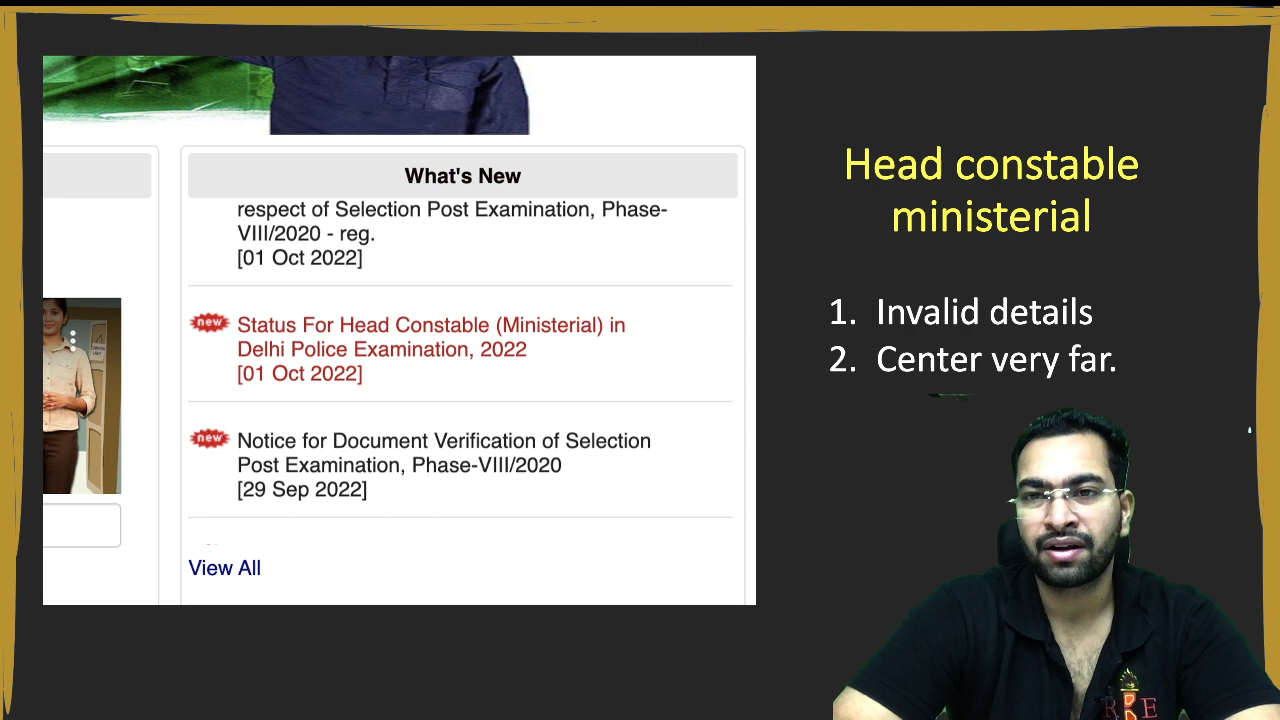 What's New
respect of Selection Post Examination, Phase-
VIII/2020 - reg.
[01 Oct 2022]
new
Status For Head Constable (Ministerial) in
Delhi Police Examination, 2022
[01 Oct 2022]
new
Notice for Document Verification of Selection
Post Examination, Phase-VIII/2020
[29 Sep 2022]
View All
Head constable
ministerial
1. Invalid details
2. Center very far.